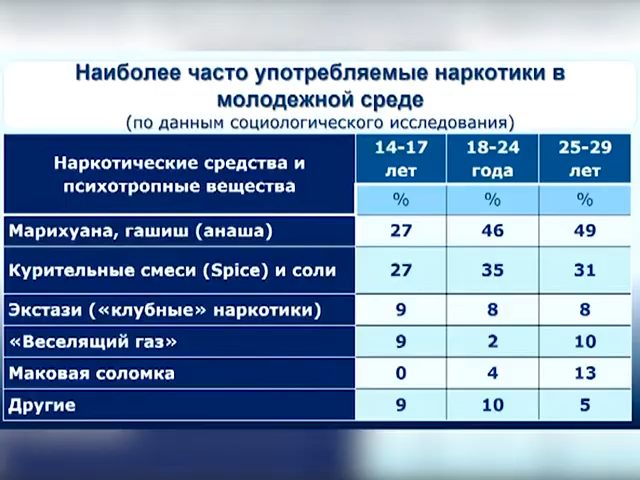 Наиболее часто употребляемые наркотики в
молодежной среде
(по данным социологического исследования)
Наркотические средства и психотропные вещества 14-17 лет 18-24 года 25-29 лет
% % %
Марихуана, гашиш (анаша) 27 46 49
Курительные смеси (Spice) и соли 27 35 31
Экстази («клубные» наркотики) 9 8 8
«Веселящий газ» 9 2 10
Маковая соломка 0 4 13
Другие 9 10 5